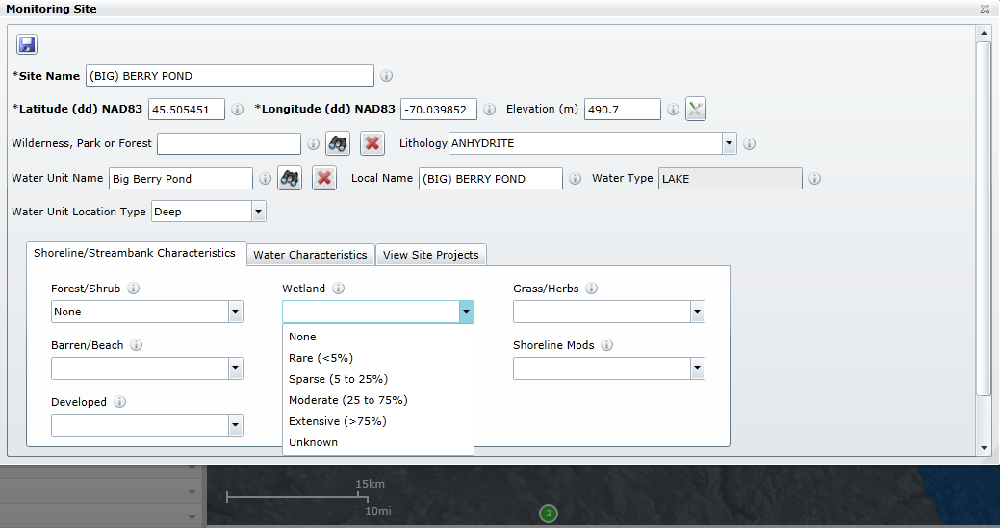 Monitoring Site
*Site Name (BIG) BERRY POND
*Latitude (dd) NAD83 45.505451 *Longitude (dd) NAD83 -70.039852 Elevation (m) 490.7
Wilderness, Park or Forest Lithology ANHYDRITE
Water Unit Name Big Berry Pond Local Name (BIG) BERRY POND Water Type LAKE
Water Unit Location Type Deep
Shoreline/Streambank Characteristics Water Characteristics View Site Projects
Forest/Shrub Wetland Grass/Herbs
None
None
Barren/Beach Shoreline Mods
Rare (<5%)
Sparse (5 to 25%)
Moderate (25 to 75%)
Developed
Extensive (>75%)
Unknown
15km
10mi
2